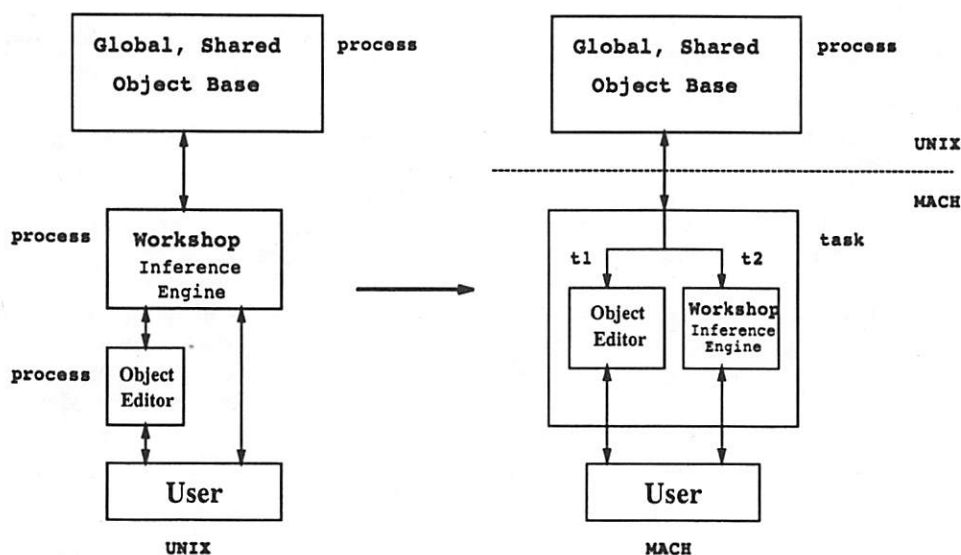 Global, Shared
Object Base
process
process
Workshop
Inference
Engine
process
Object
Editor
User
UNIX
Global, Shared
Object Base
process
UNIX
MACH
task
t1
t2
Object
Editor
Workshop
Inference
Engine
User
MACH